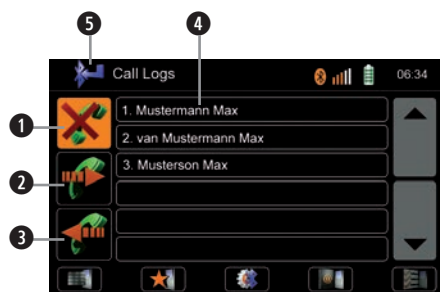 5 4
Call Logs 06:34
1 1. Mustermann Max
2. van Mustermann Max
2 3. Musterson Max
3